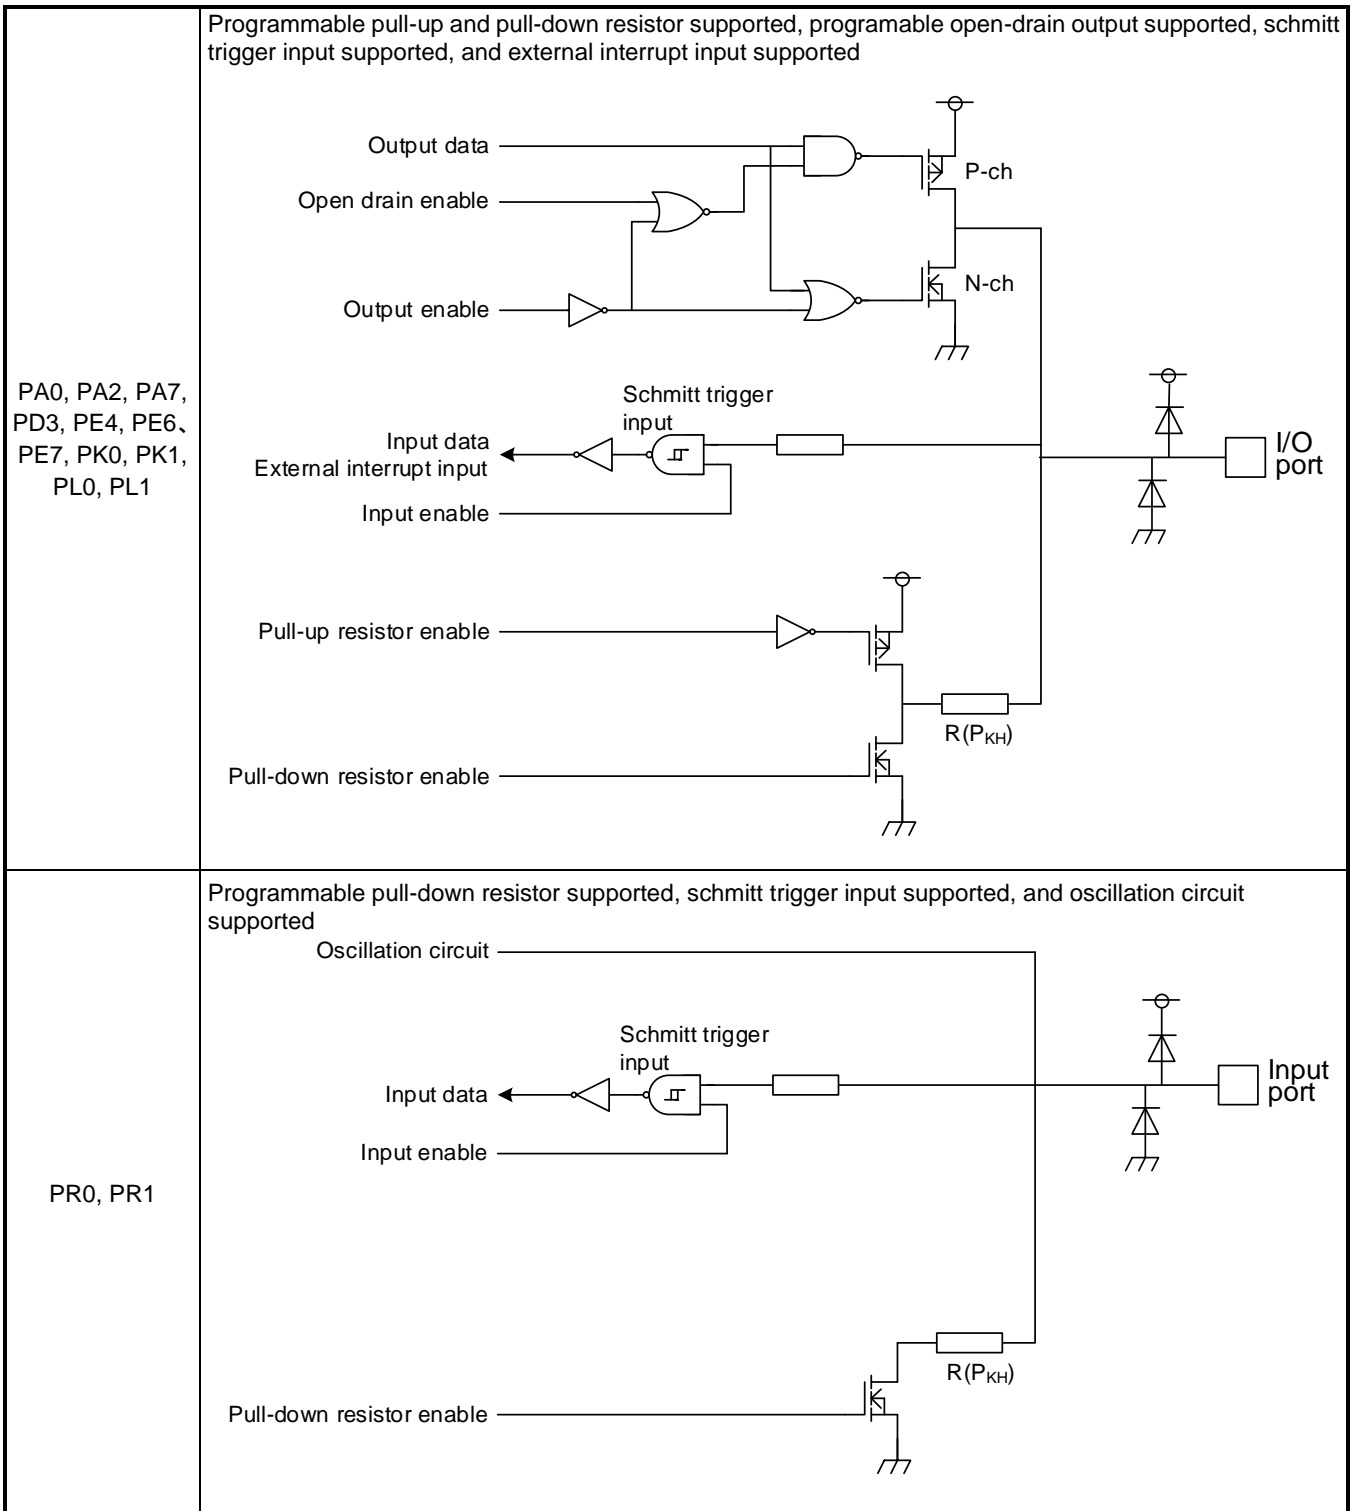 Programmable pull-up and pull-down resistor supported, programable open-drain output supported, schmitt
trigger input supported, and external interrupt input supported
Output data
P-ch
Open drain enable
N-ch
Output enable
PA0, PA2, PA7,
PD3, PE4, PE6、
PE7, PK0, PK1,
PL0, PL1
Schmitt trigger
input
Input data
External interrupt input
I/O
port
Input enable
Pull-up resistor enable
R(PKH)
Pull-down resistor enable
Programmable pull-down resistor supported, schmitt trigger input supported, and oscillation circuit
supported
Oscillation circuit
Schmitt trigger
input
Input data
Input
port
Input enable
PR0, PR1
R(PKH)
Pull-down resistor enable